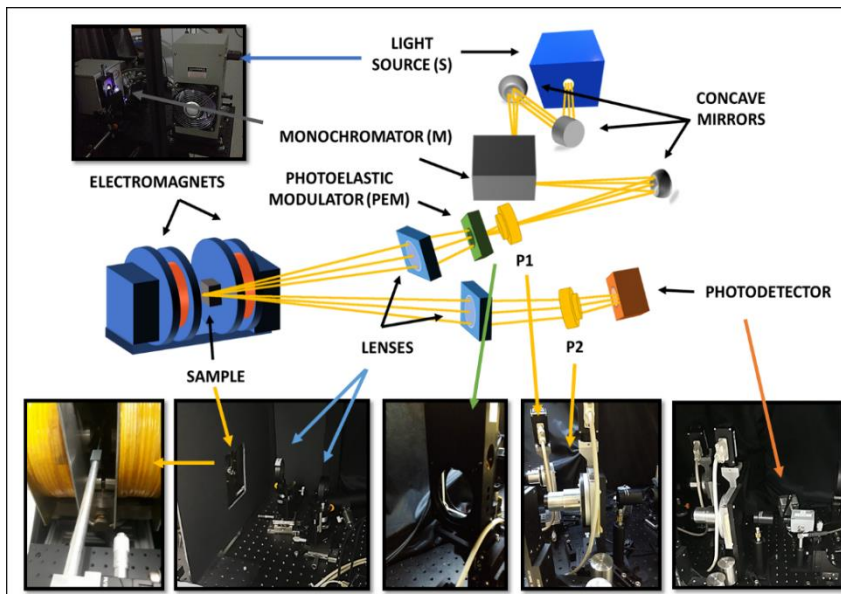 LIGHT
SOURCE (S)
CONCAVE
MIRRORS
MONOCHROMATOR (M)
ELECTROMAGNETS
PHOTOELASTIC
MODULATOR (PEM)
P1
PHOTODETECTOR
LENSES
P2
SAMPLE